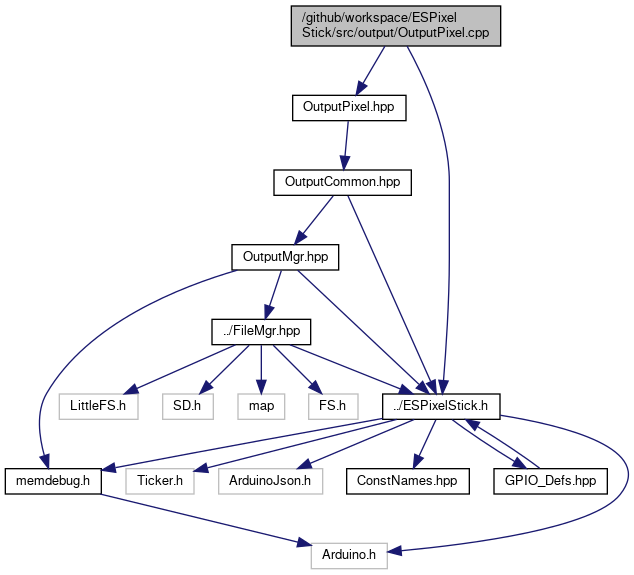 /github/workspace/ESPixel
Stick/src/output/OutputPixel.cpp
OutputPixel.hpp
OutputCommon.hpp
OutputMgr.hpp
../FileMgr.hpp
LittleFS.h
SD.h
map
FS.h
../ESPixelStick.h
memdebug.h
Ticker.h
ArduinoJson.h
ConstNames.hpp
GPIO_Defs.hpp
Arduino.h